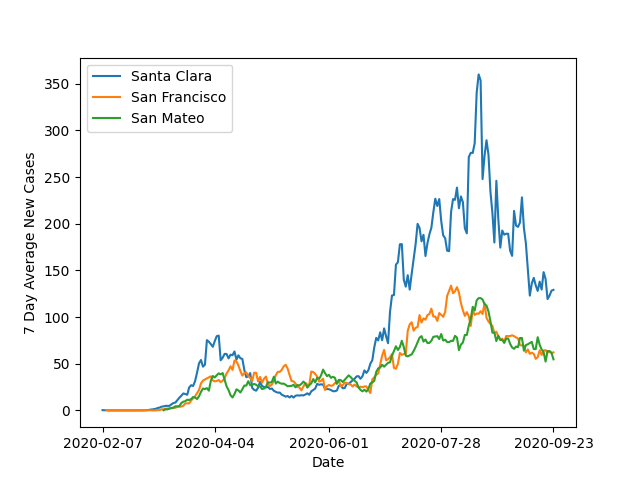 Santa Clara
San Francisco
San Mateo
350
300
250
200
150
100
50
0
7 Day Average New Cases
2020-02-07 2020-04-04 2020-06-01 2020-07-28 2020-09-23
Date